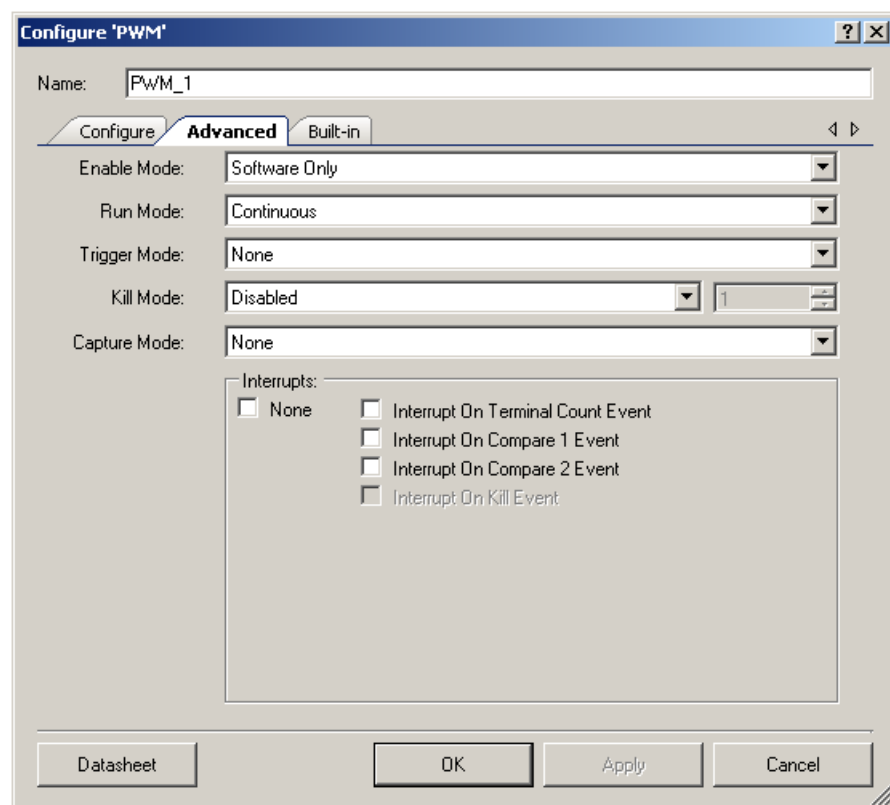 Configure 'PWM'
Name: PWM_1
Configure Advanced Built-in
Enable Mode: Software Only
Run Mode: Continuous
Trigger Mode: None
Kill Mode: Disabled 1
Capture Mode: None
Interrupts:
None Interrupt On Terminal Count Event
Interrupt On Compare 1 Event
Interrupt On Compare 2 Event
Interrupt On Kill Event
Datasheet OK Apply Cancel